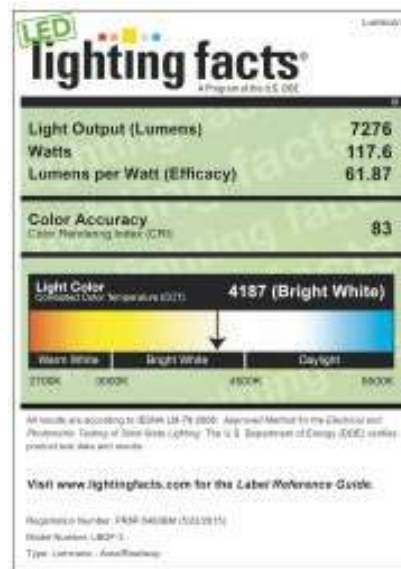 LED
lighting facts®
A Program of the U.S. DOE
Light Output (Lumens) 7276
Watts 117.6
Lumens per Watt (Efficacy) 61.87
Color Accuracy 83
Color Rendering Index (CRI)
Light Color 4187 (Bright White)
Correlated Color Temperature (CCT)
Warm White Bright White Daylight
2700K 3000K 4500K 6500K
All results are according to IESNA LM-79-2008: Approved Method for the Electrical and
Photometric Testing of Solid-State Lighting. The U.S. Department of Energy (DOE) verifies
product test data and results.
Visit www.lightingfacts.com for the Label Reference Guide.
Registration Number:
Model Number:
Type: Luminaire - Area/Roadway